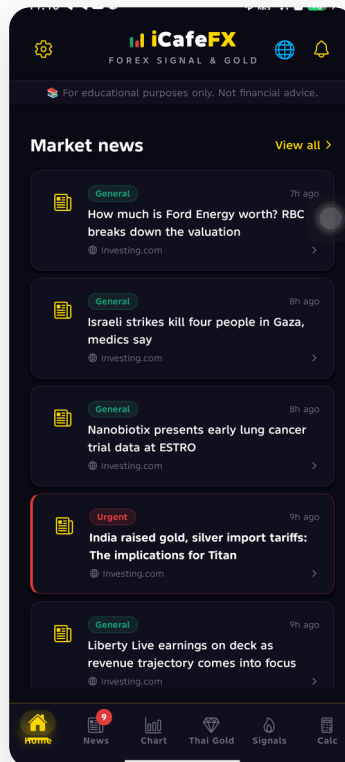 iCafeFX
FOREX SIGNAL & GOLD
📚 For educational purposes only. Not financial advice.
Market news
View all >
General
7h ago
How much is Ford Energy worth? RBC
breaks down the valuation
Investing.com
General
8h ago
Israeli strikes kill four people in Gaza,
medics say
Investing.com
General
8h ago
Nanobiotix presents early lung cancer
trial data at ESTRO
Investing.com
Urgent
9h ago
India raised gold, silver import tariffs:
The implications for Titan
Investing.com
General
9h ago
Liberty Live earnings on deck as
revenue trajectory comes into focus
Investing.com
9
Home
News
Chart
Thai Gold
Signals
Calc